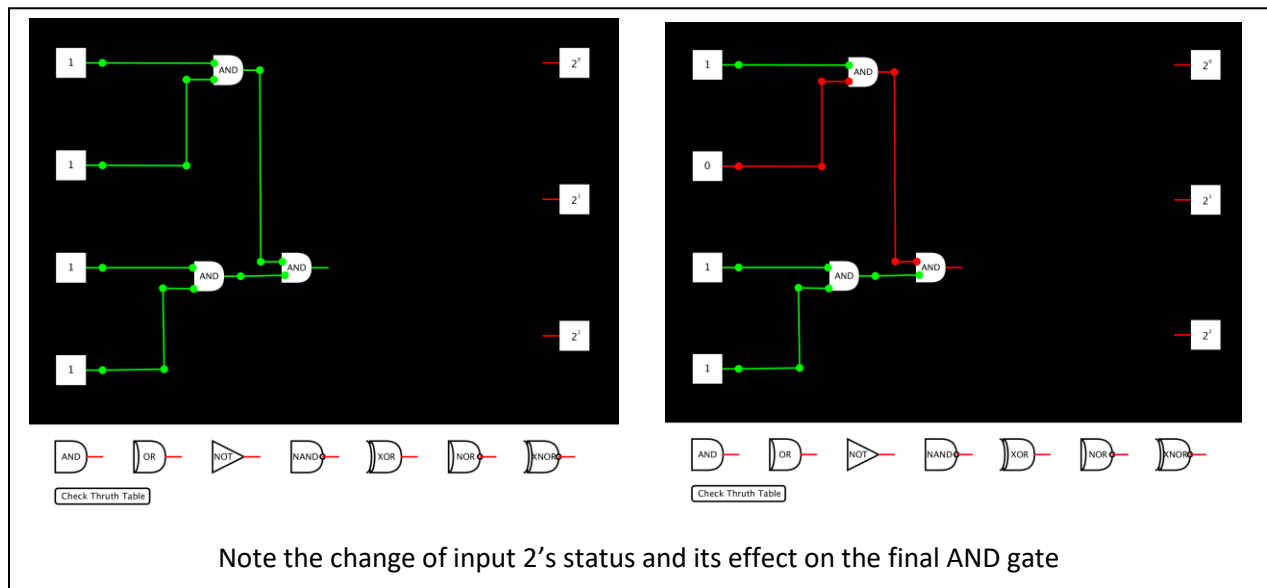 1
AND
2⁰
1
2¹
1
AND
AND
2²
1
AND OR NOT NAND XOR NOR XNOR
Check Thruth Table
1
AND
2⁰
0
2¹
1
AND
AND
2²
1
AND OR NOT NAND XOR NOR XNOR
Check Thruth Table
Note the change of input 2’s status and its effect on the final AND gate